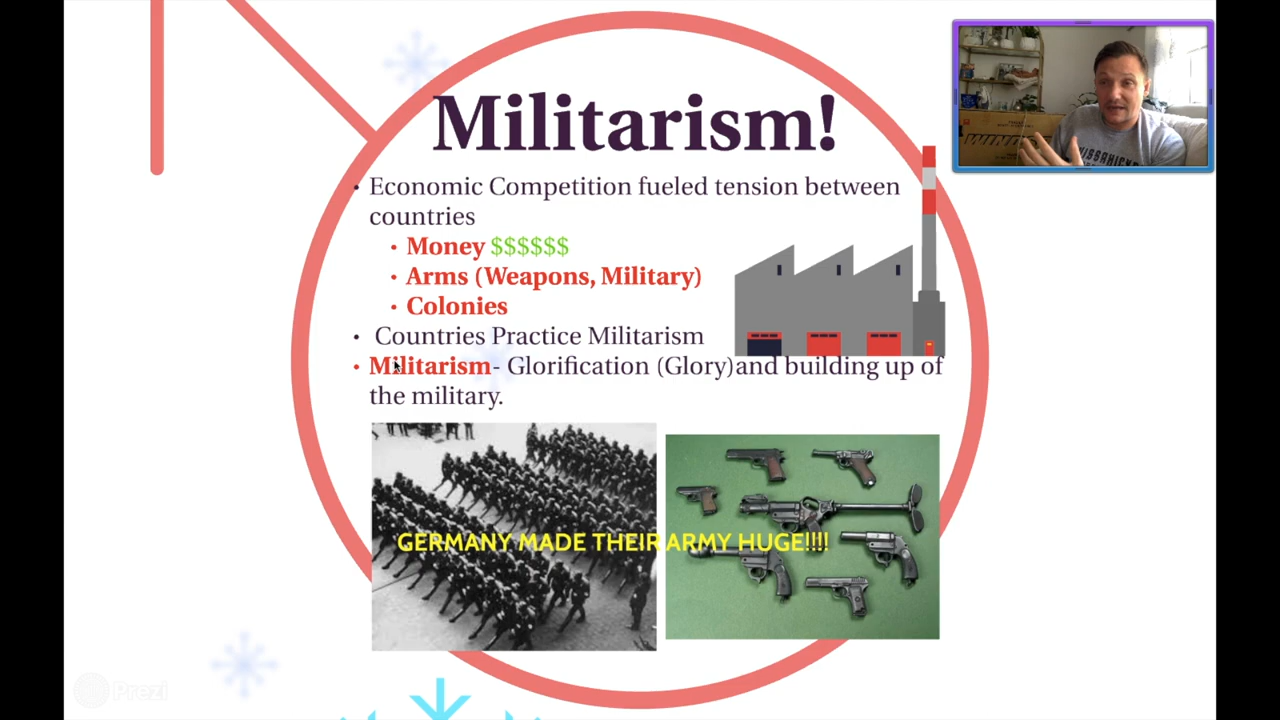 Militarism!
• Economic Competition fueled tension between
countries
• Money $$$$$$
• Arms (Weapons, Military)
• Colonies
• Countries Practice Militarism
• Militarism- Glorification (Glory)and building up of
the military.
GERMANY MADE THEIR ARMY HUGE!!!!
Prezi